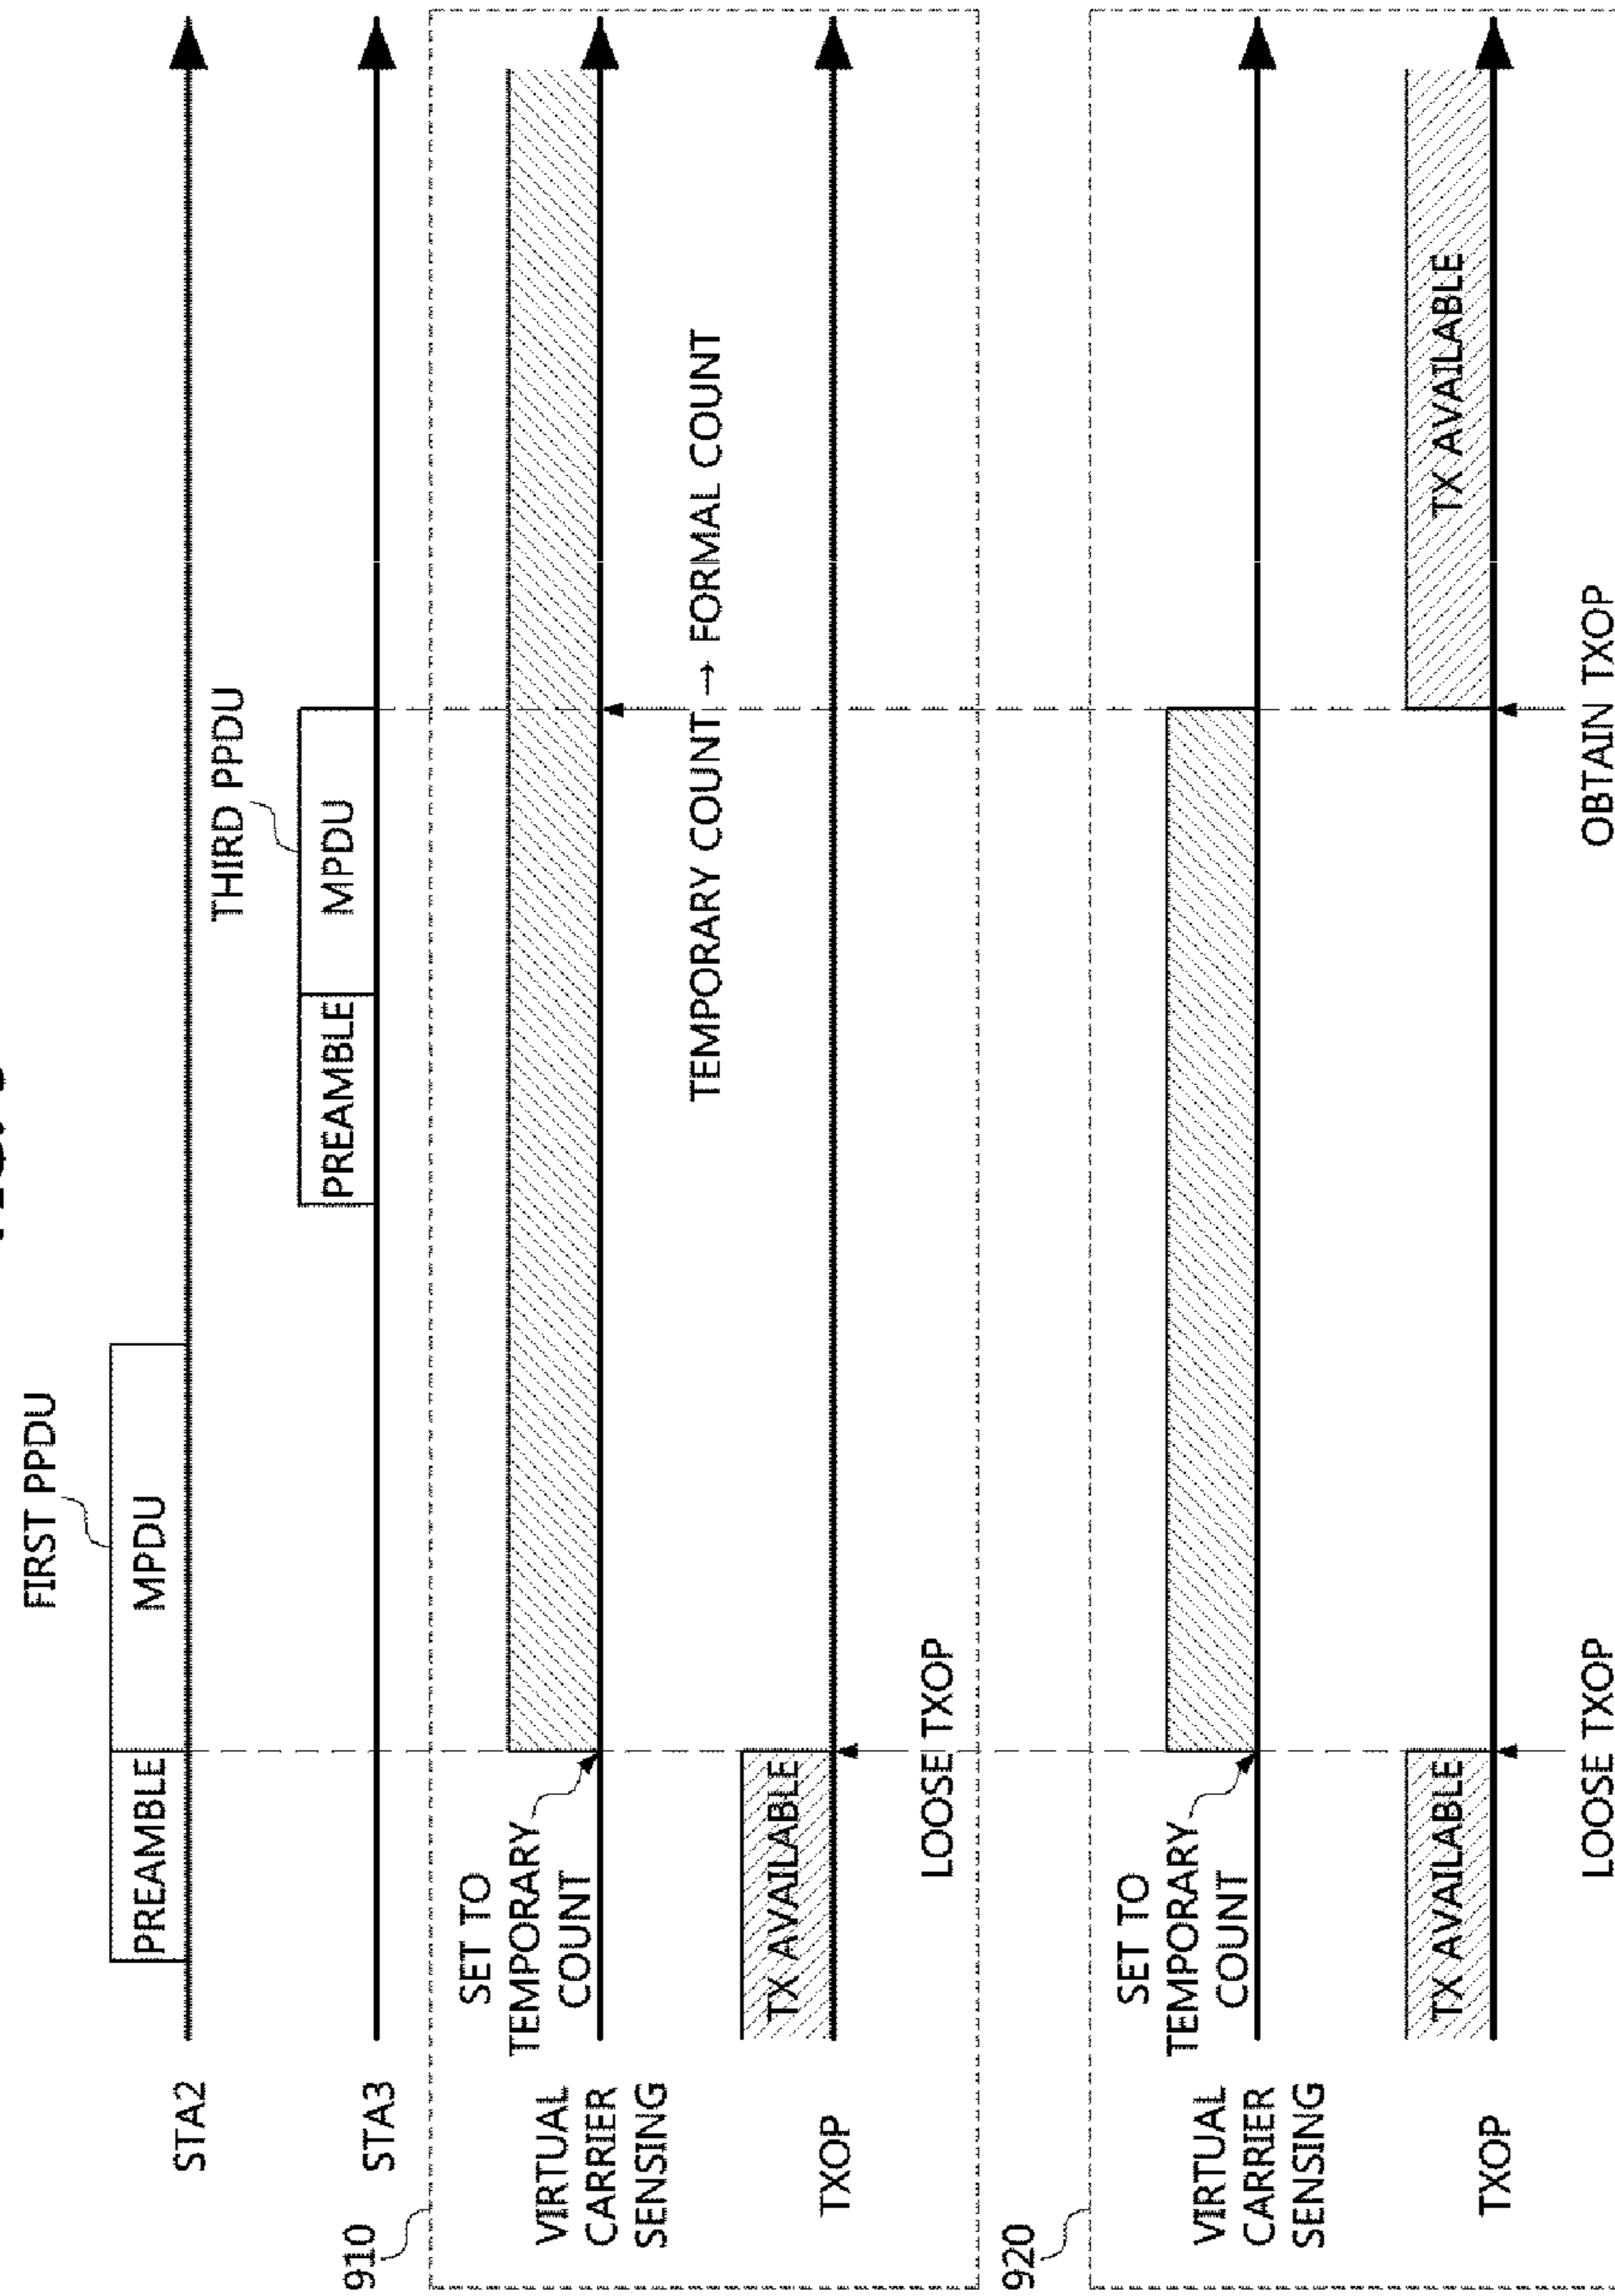 FIRST PPDU
PREAMBLE
MPDU
STA2
THIRD PPDU
PREAMBLE
MPDU
STA3
910
SET TO
TEMPORARY
COUNT
VIRTUAL
CARRIER
SENSING
TEMPORARY COUNT → FORMAL COUNT
TX AVAILABLE
TXOP
LOOSE TXOP
920
SET TO
TEMPORARY
COUNT
VIRTUAL
CARRIER
SENSING
TX AVAILABLE
TX AVAILABLE
TXOP
LOOSE TXOP
OBTAIN TXOP